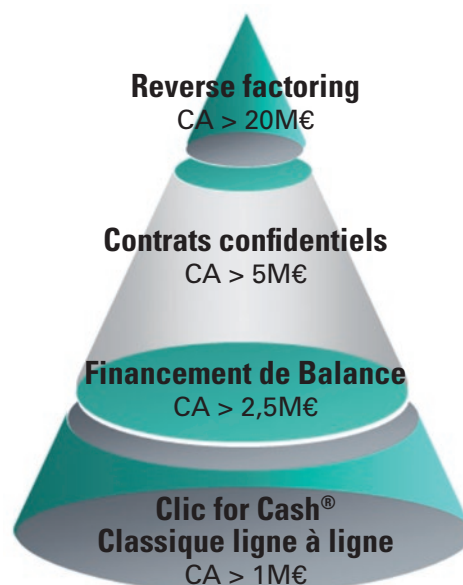 Reverse factoring
CA > 20M€
Contrats confidentiels
CA > 5M€
Financement de Balance
CA > 2,5M€
Clic for Cash®
Classique ligne à ligne
CA > 1M€